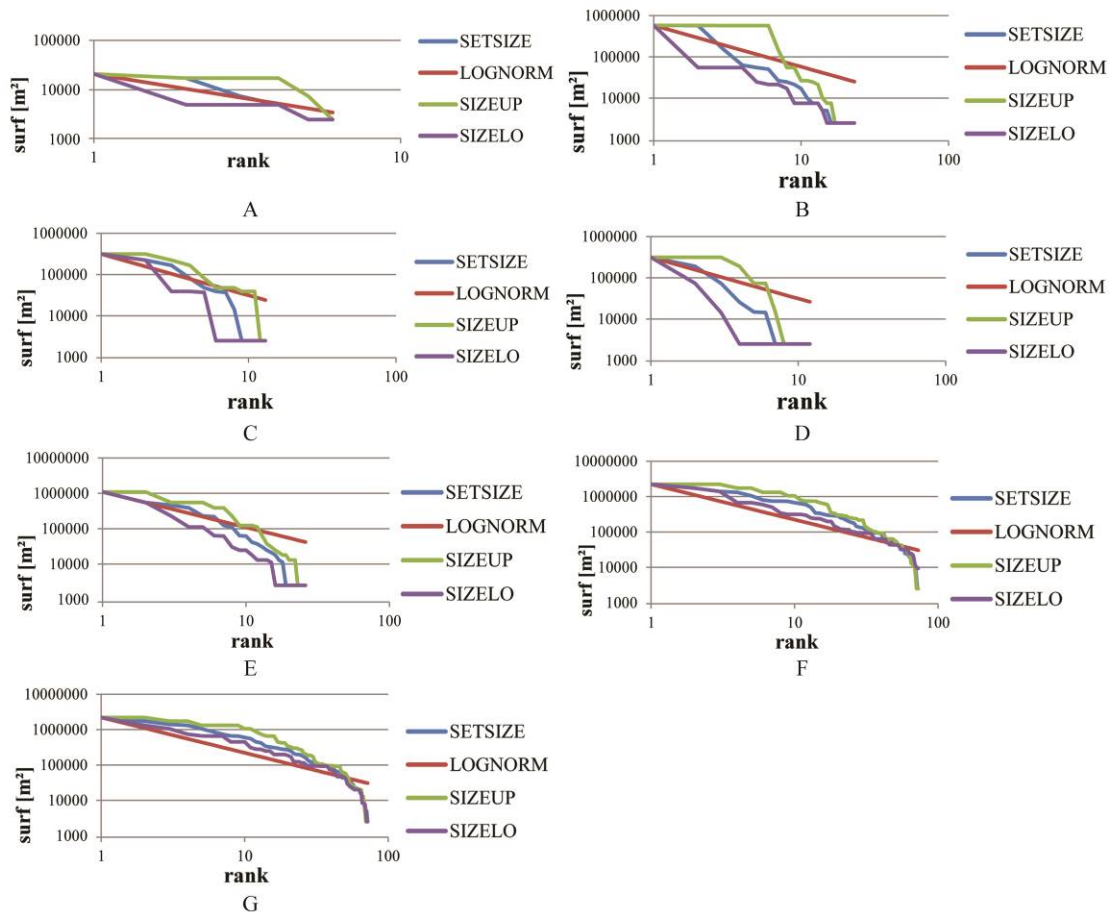 100000
10000
1000
surf [m²]
1
10
rank
SETSIZE
LOGNORM
SIZEUP
SIZELO
A
1000000
100000
10000
1000
surf [m²]
1
10
100
rank
SETSIZE
LOGNORM
SIZEUP
SIZELO
B
1000000
100000
10000
1000
surf [m²]
1
10
100
rank
SETSIZE
LOGNORM
SIZEUP
SIZELO
C
1000000
100000
10000
1000
surf [m²]
1
10
100
rank
SETSIZE
LOGNORM
SIZEUP
SIZELO
D
10000000
1000000
100000
10000
1000
surf [m²]
1
10
100
rank
SETSIZE
LOGNORM
SIZEUP
SIZELO
E
10000000
1000000
100000
10000
1000
surf [m²]
1
10
100
rank
SETSIZE
LOGNORM
SIZEUP
SIZELO
F
10000000
1000000
100000
10000
1000
surf [m²]
1
10
100
rank
SETSIZE
LOGNORM
SIZEUP
SIZELO
G